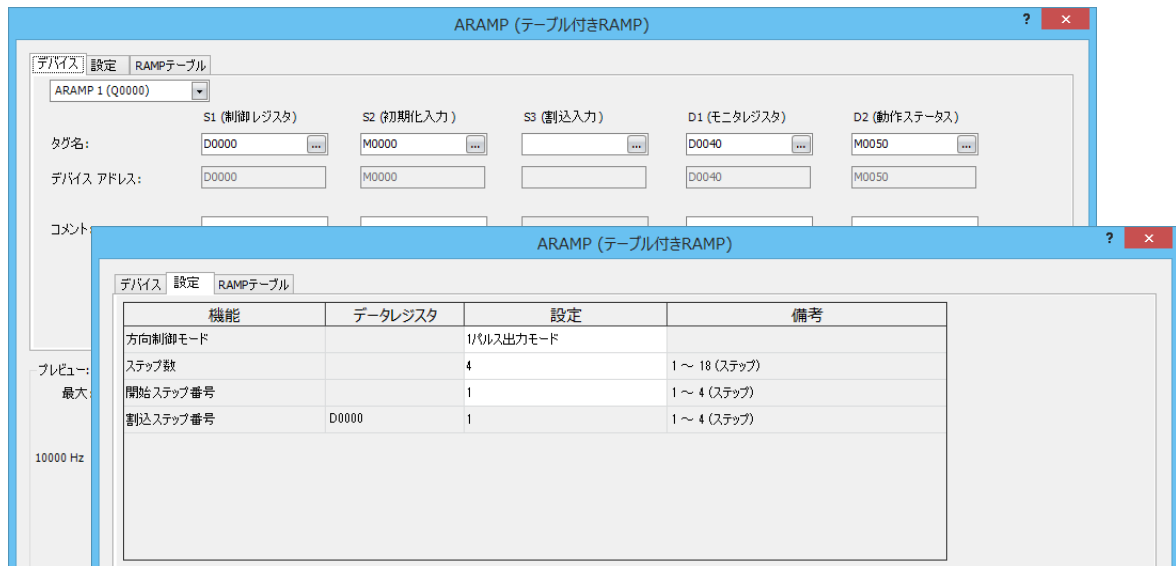 ARAMP (テーブル付きRAMP)
? ×
デバイス 設定 RAMPテーブル
ARAMP 1 (Q0000)
S1 (制御レジスタ) S2 (初期化入力) S3 (割込入力) D1 (モニタレジスタ) D2 (動作ステータス)
タグ名: D0000 ... M0000 ... ... D0040 ... M0050 ...
デバイス アドレス: D0000 M0000 D0040 M0050
コメント:
プレビュー:
最大:
10000 Hz
ARAMP (テーブル付きRAMP)
? ×
デバイス 設定 RAMPテーブル
機能 データレジスタ 設定 備考
方向制御モード 1パルス出力モード
ステップ数 4 1 ～ 18 (ステップ)
開始ステップ番号 1 1 ～ 4 (ステップ)
割込ステップ番号 D0000 1 1 ～ 4 (ステップ)